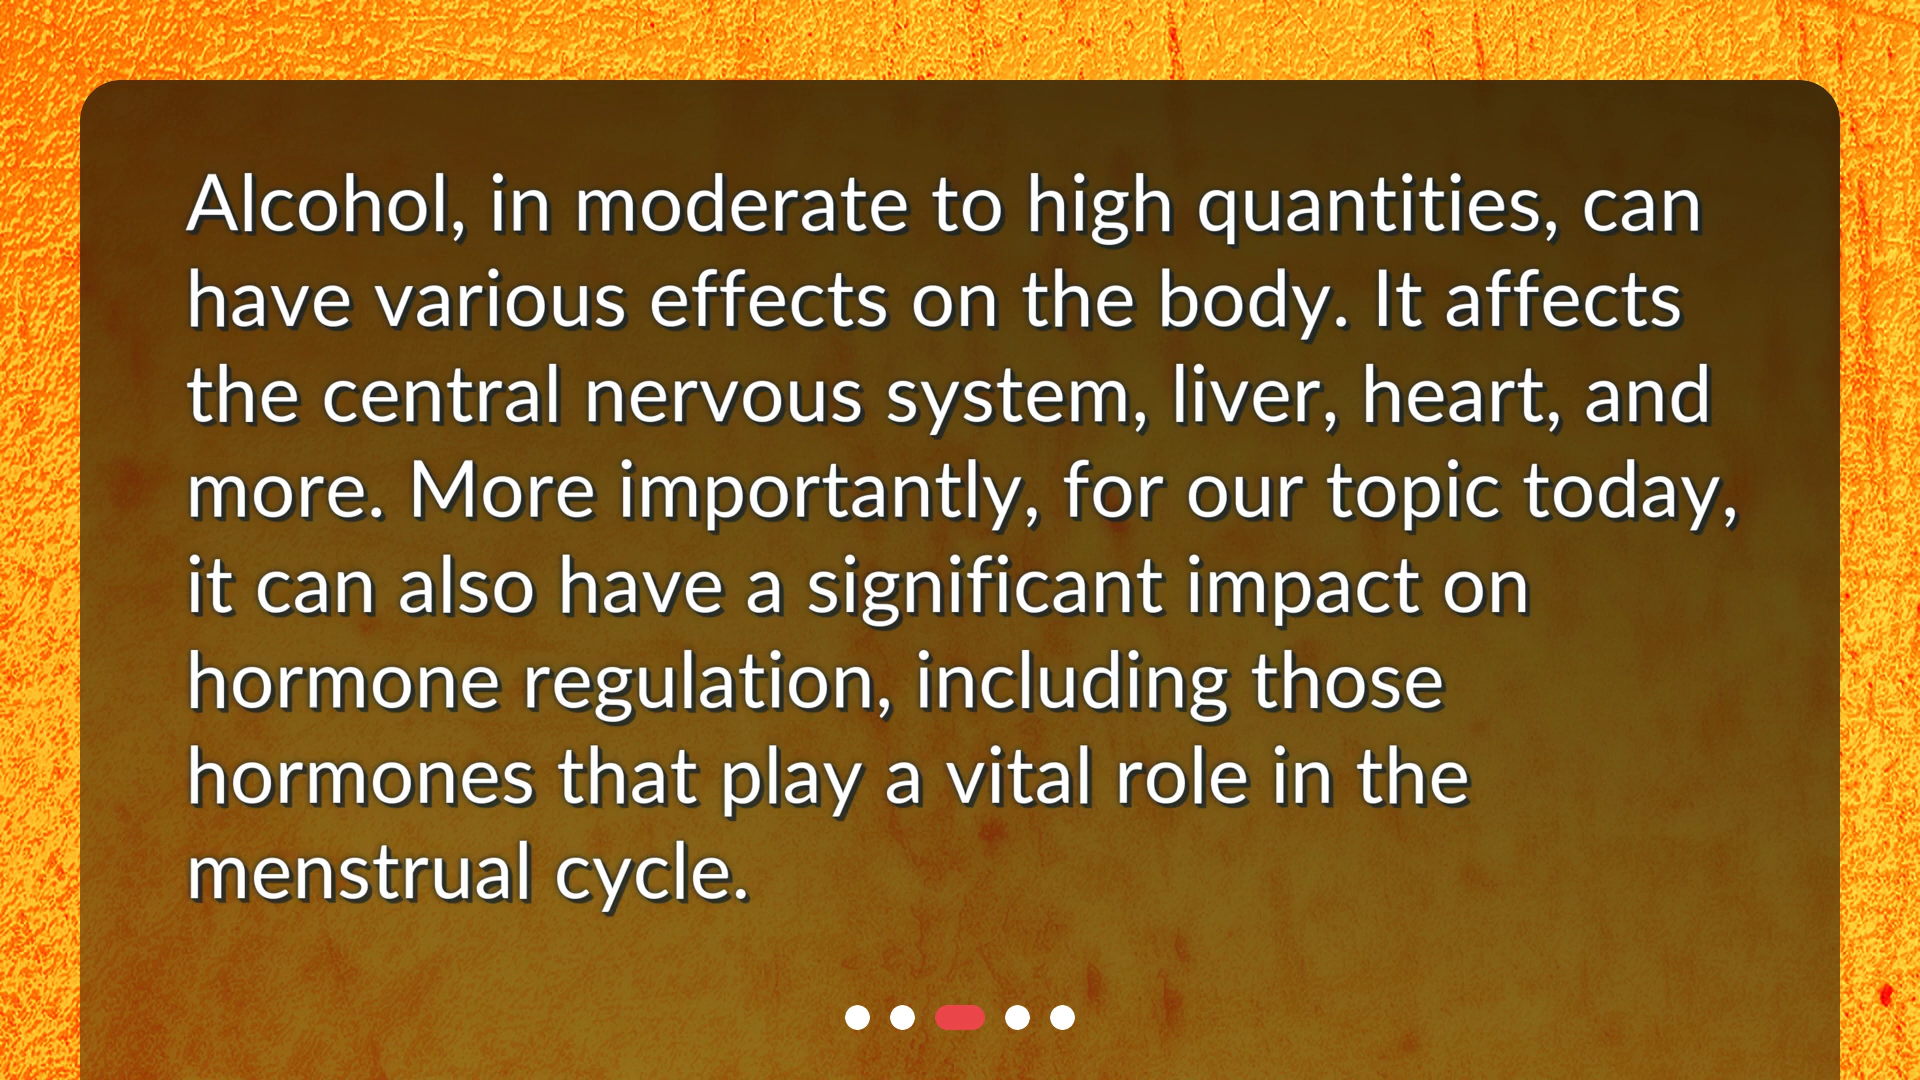 Alcohol, in moderate to high quantities, can
have various effects on the body. It affects
the central nervous system, liver, heart, and
more. More importantly, for our topic today,
it can also have a significant impact on
hormone regulation, including those
hormones that play a vital role in the
menstrual cycle.